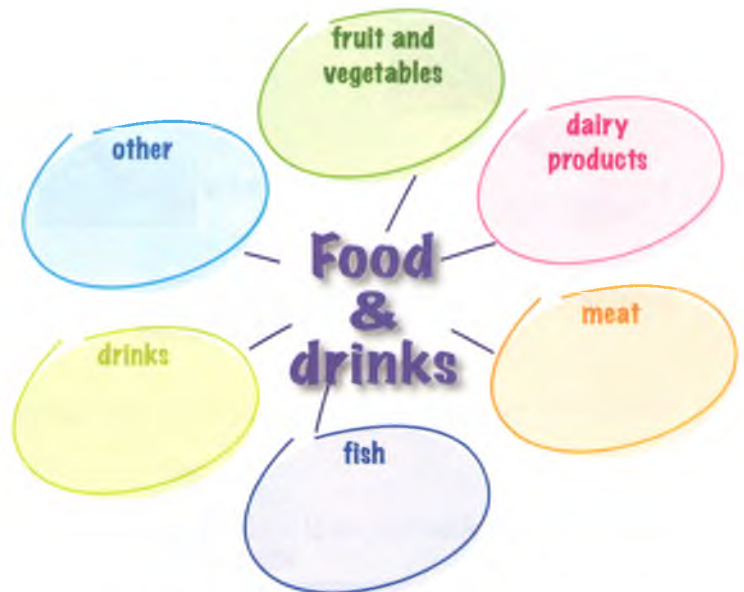 fruit and
vegetables
dairy
products
other
Food
&
drinks
meat
drinks
fish